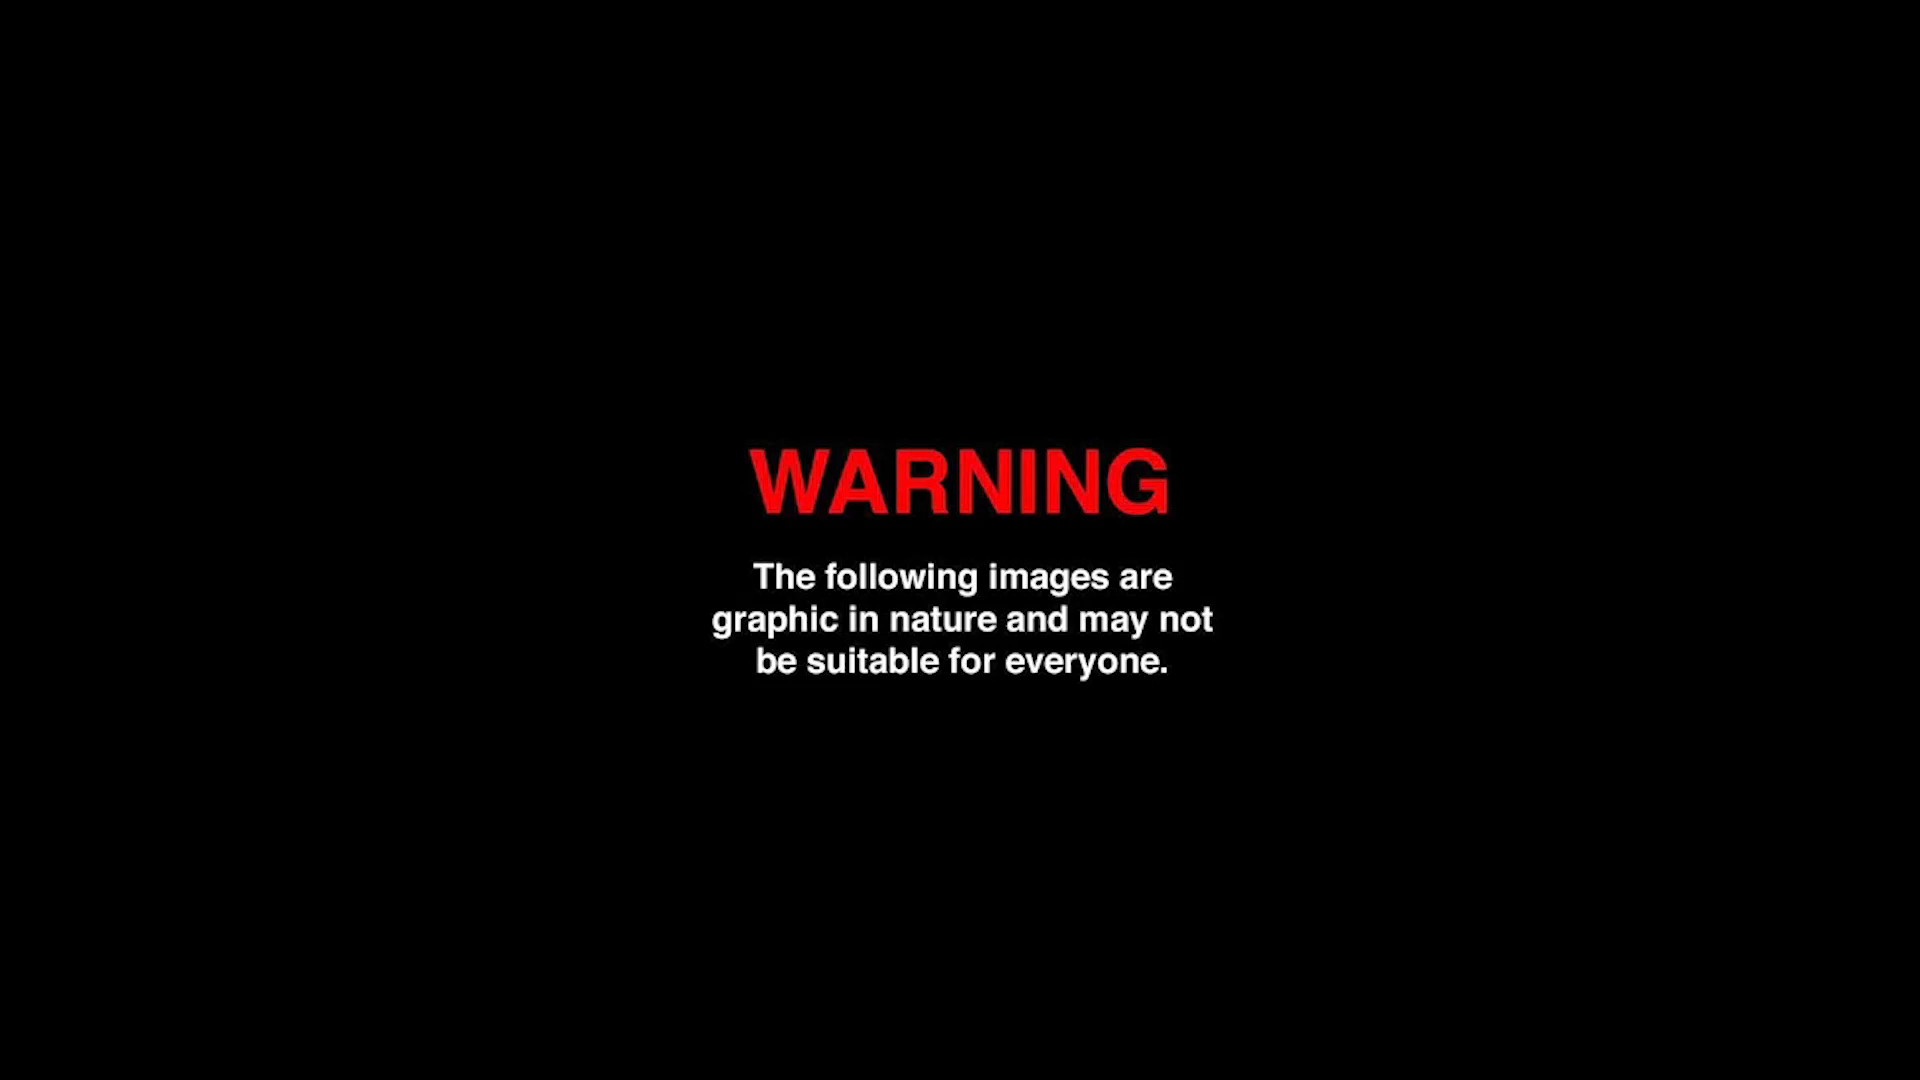 WARNING
The following images are
graphic in nature and may not
be suitable for everyone.